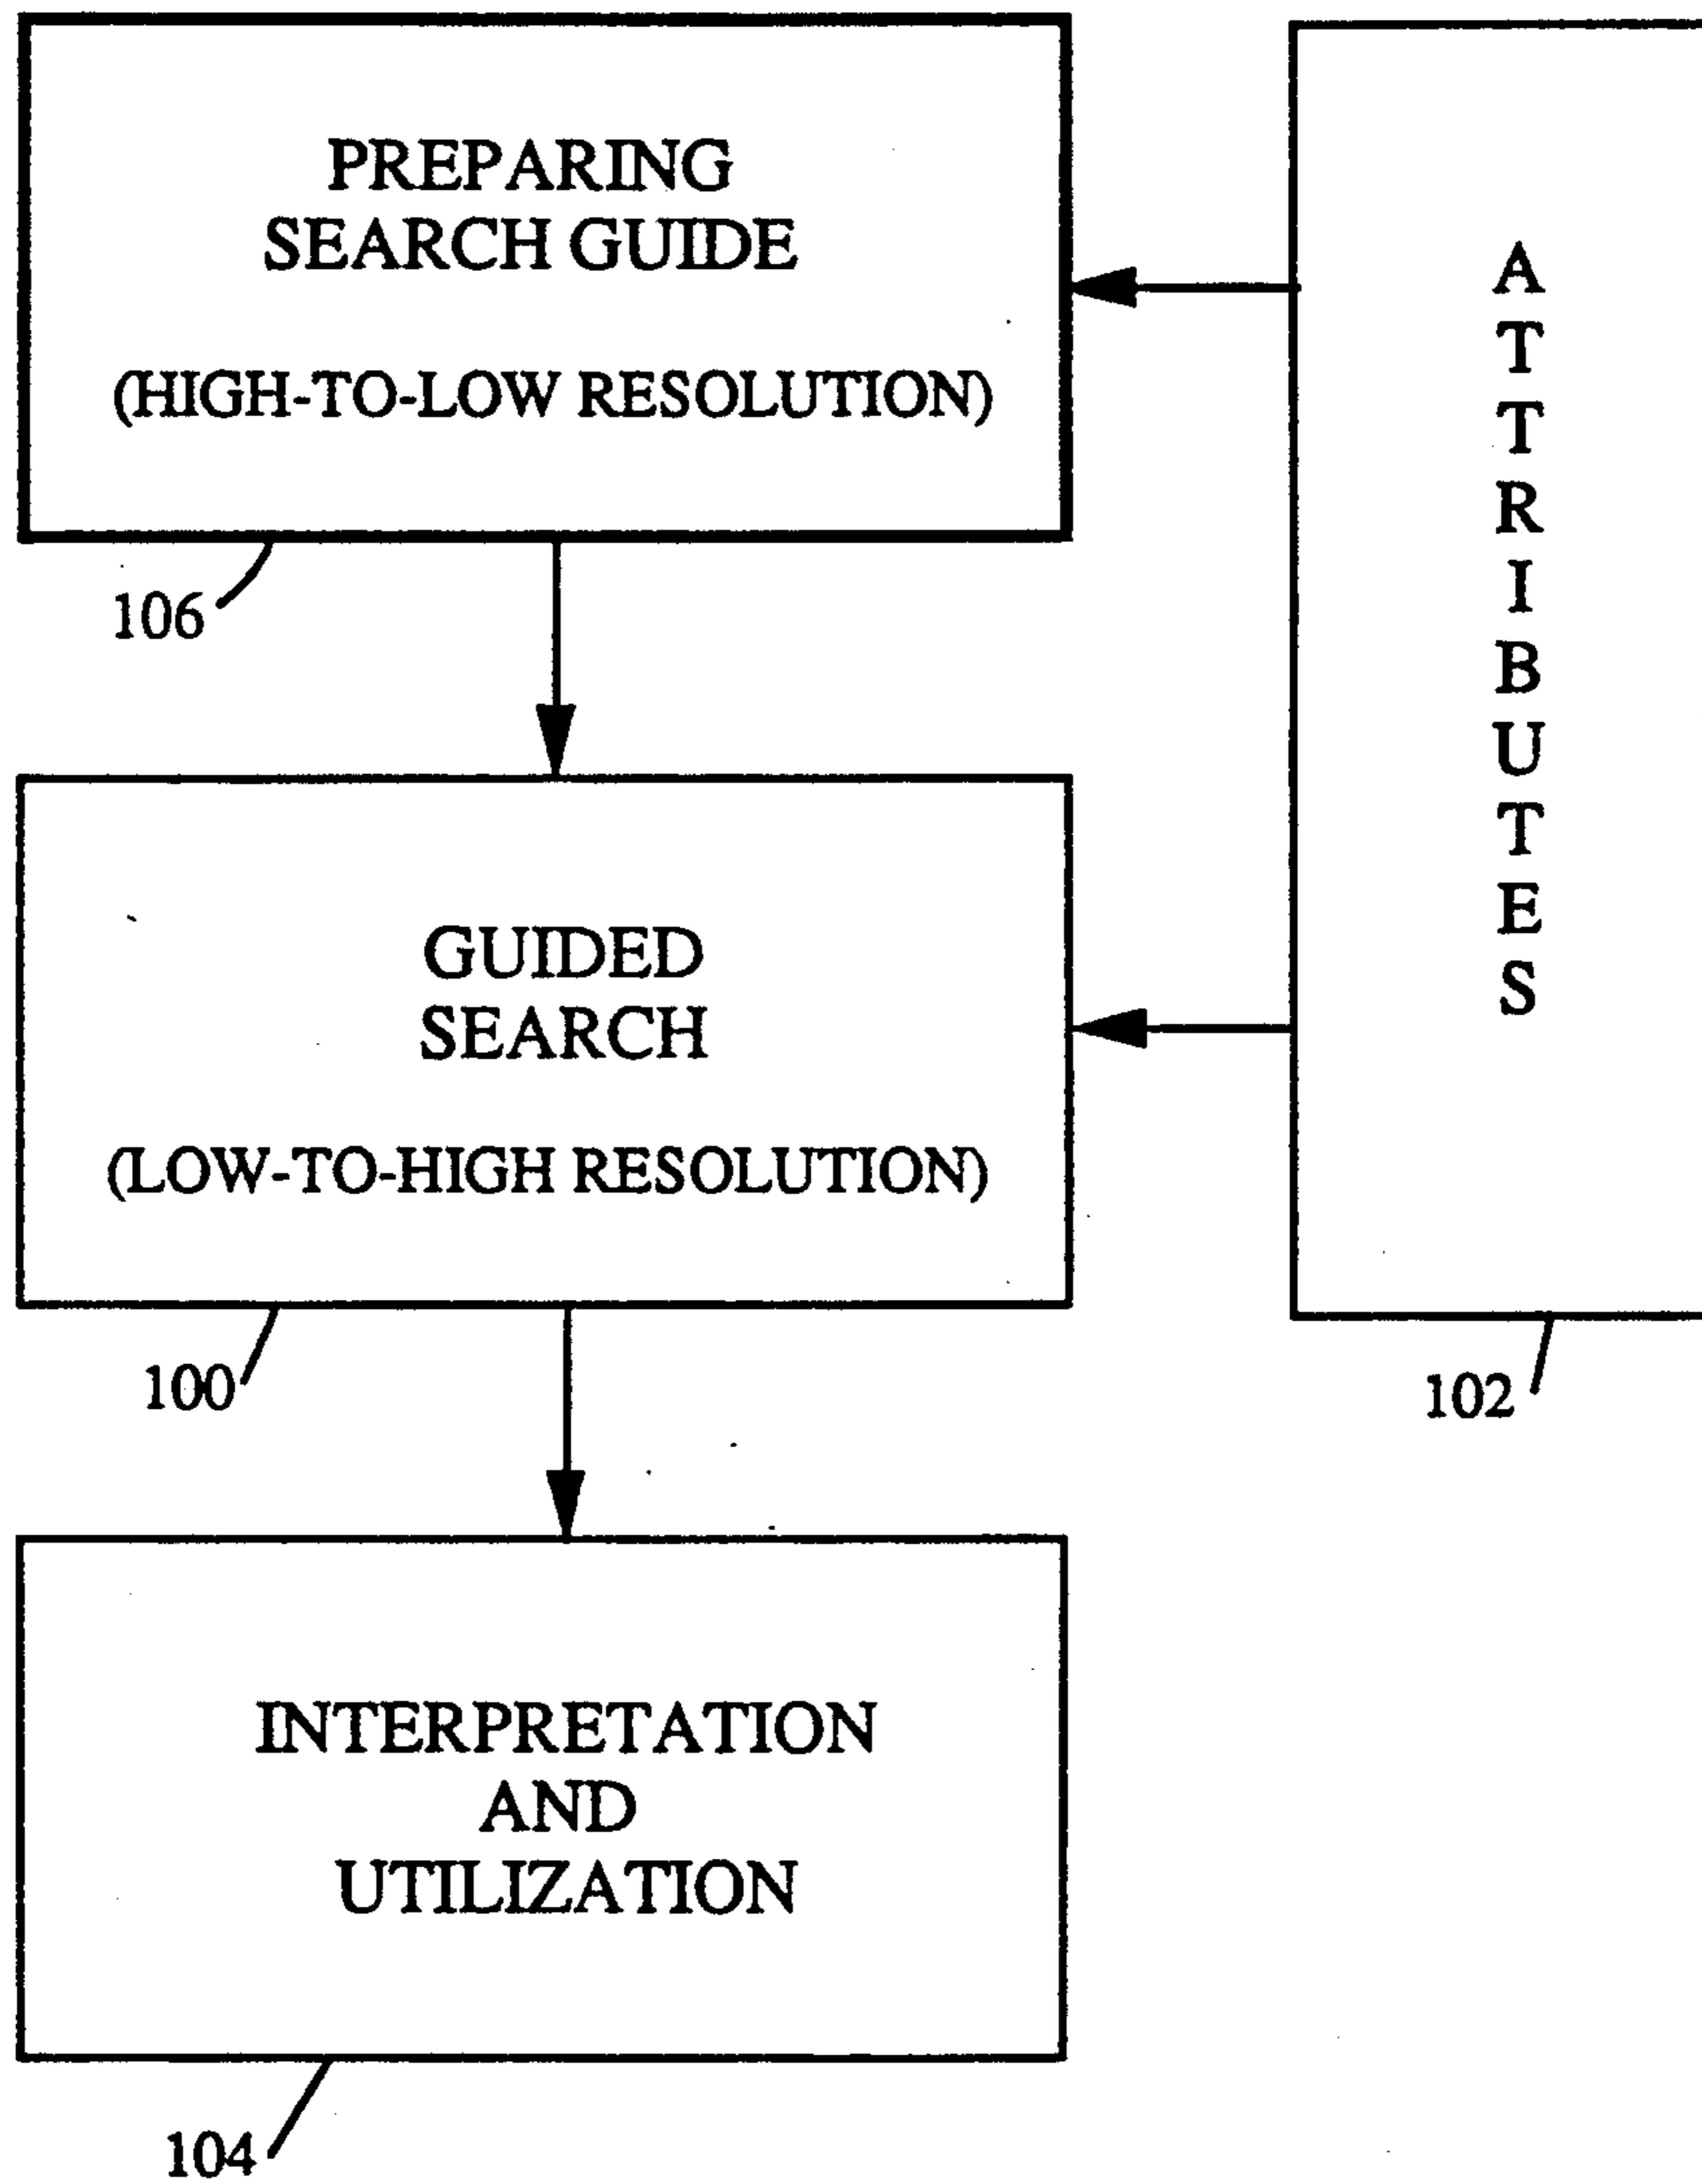 PREPARING
SEARCH GUIDE
(HIGH-TO-LOW RESOLUTION)
106
GUIDED
SEARCH
(LOW-TO-HIGH RESOLUTION)
100
INTERPRETATION
AND
UTILIZATION
104
A
T
T
R
I
B
U
T
E
S
102